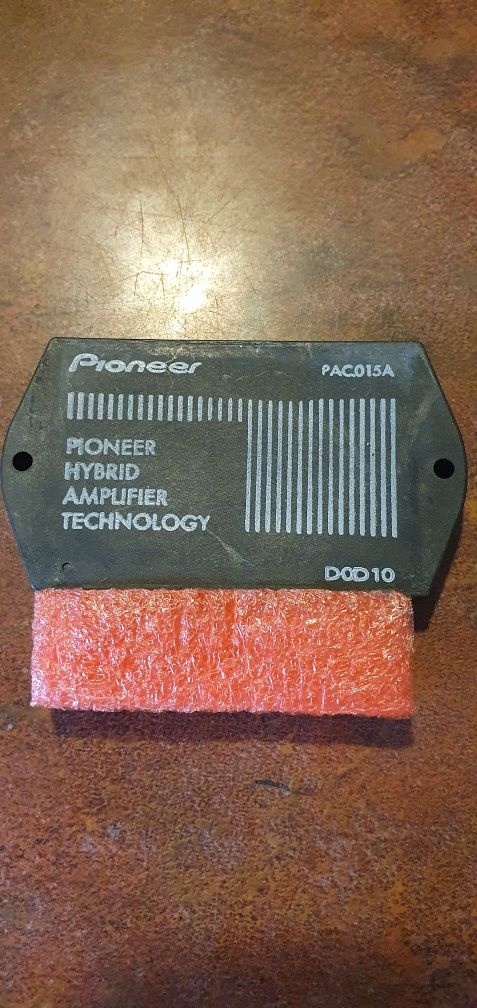 Pioneer
PAC015A
PIONEER
HYBRID
AMPLIFIER
TECHNOLOGY
D0D10